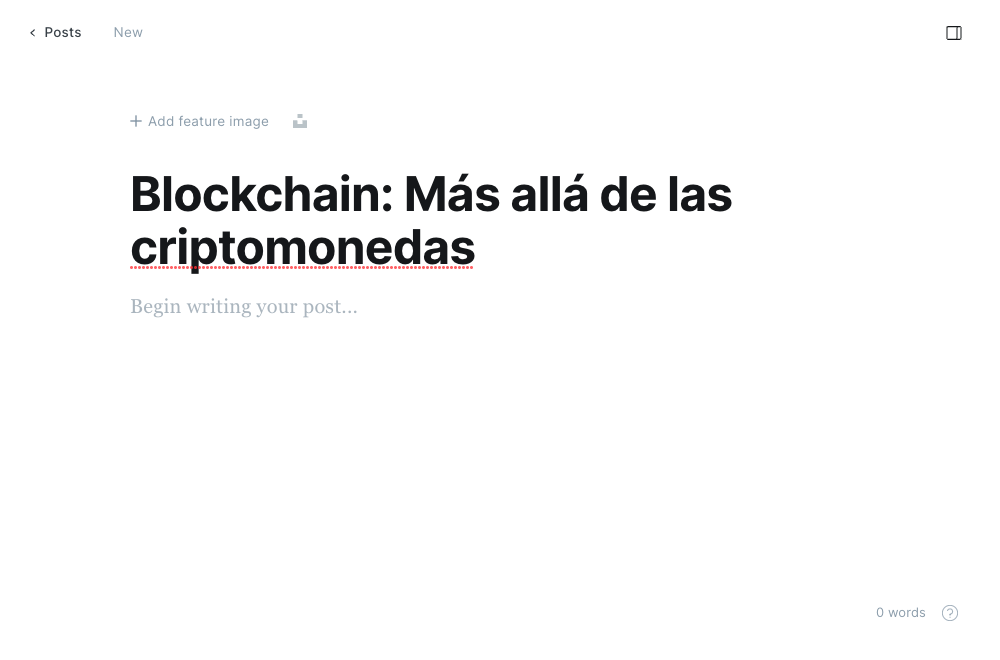 Posts
New
Add feature image
Blockchain: Más allá de las
criptomonedas
Begin writing your post...
0 words
?